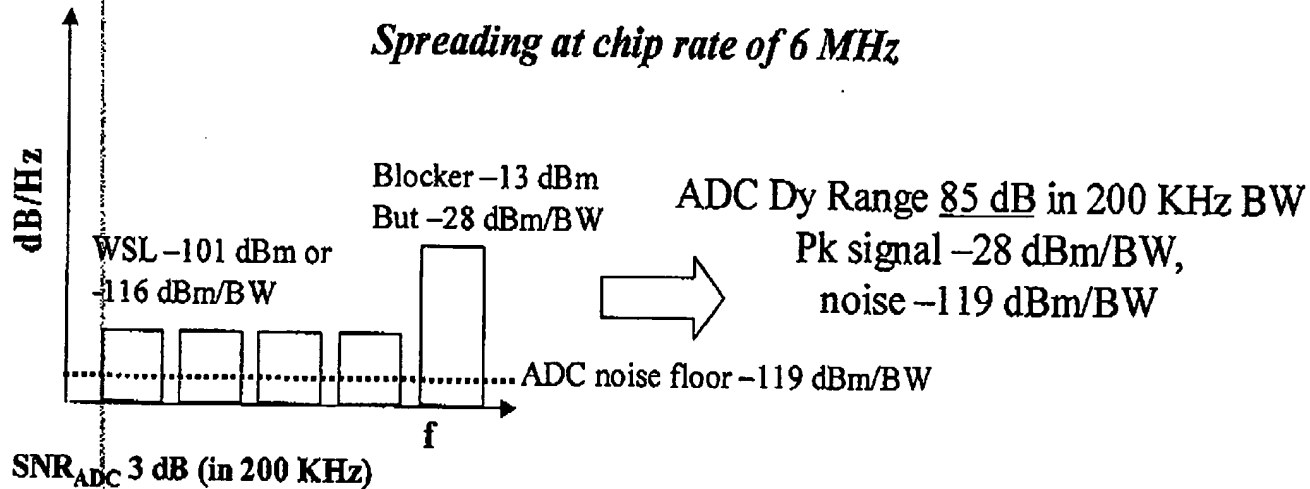 Spreading at chip rate of 6 MHz
dB/Hz
Blocker –13 dBm
But –28 dBm/BW
WSL –101 dBm or
-116 dBm/BW
ADC Dy Range 85 dB in 200 KHz BW
Pk signal –28 dBm/BW,
noise –119 dBm/BW
ADC noise floor –119 dBm/BW
f
SNR_ADC 3 dB (in 200 KHz)